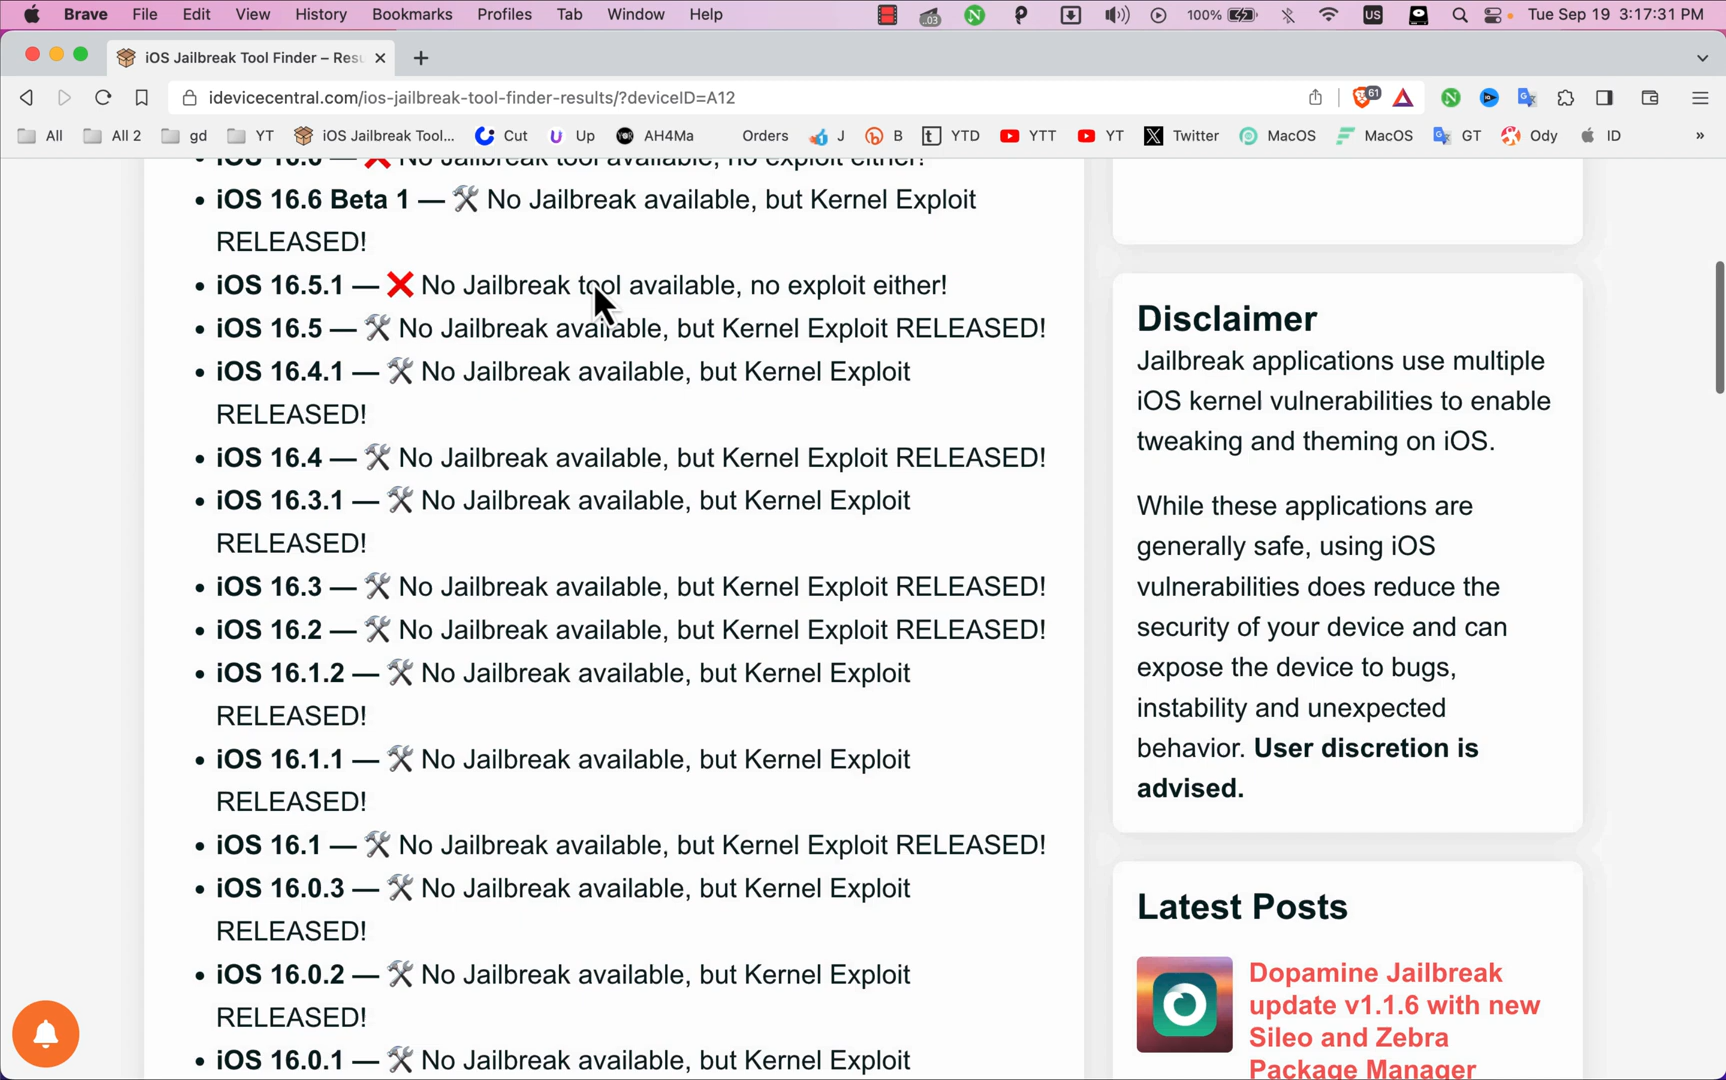 Brave File Edit View History Bookmarks Profiles Tab Window Help .03 100% US Tue Sep 19 3:17:31 PM
iOS Jailbreak Tool Finder – Resu
idevicecentral.com/ios-jailbreak-tool-finder-results/?deviceID=A12 61
All All 2 gd YT iOS Jailbreak Tool... Cut Up AH4Ma Orders J B YTD YTT YT Twitter MacOS MacOS GT Ody ID »
• iOS 16.6 — ❌ No Jailbreak tool available, no exploit either!
• iOS 16.6 Beta 1 — 🛠 No Jailbreak available, but Kernel Exploit
RELEASED!
• iOS 16.5.1 — ❌ No Jailbreak tool available, no exploit either!
• iOS 16.5 — 🛠 No Jailbreak available, but Kernel Exploit RELEASED!
• iOS 16.4.1 — 🛠 No Jailbreak available, but Kernel Exploit
RELEASED!
• iOS 16.4 — 🛠 No Jailbreak available, but Kernel Exploit RELEASED!
• iOS 16.3.1 — 🛠 No Jailbreak available, but Kernel Exploit
RELEASED!
• iOS 16.3 — 🛠 No Jailbreak available, but Kernel Exploit RELEASED!
• iOS 16.2 — 🛠 No Jailbreak available, but Kernel Exploit RELEASED!
• iOS 16.1.2 — 🛠 No Jailbreak available, but Kernel Exploit
RELEASED!
• iOS 16.1.1 — 🛠 No Jailbreak available, but Kernel Exploit
RELEASED!
• iOS 16.1 — 🛠 No Jailbreak available, but Kernel Exploit RELEASED!
• iOS 16.0.3 — 🛠 No Jailbreak available, but Kernel Exploit
RELEASED!
• iOS 16.0.2 — 🛠 No Jailbreak available, but Kernel Exploit
RELEASED!
• iOS 16.0.1 — 🛠 No Jailbreak available, but Kernel Exploit
Disclaimer
Jailbreak applications use multiple
iOS kernel vulnerabilities to enable
tweaking and theming on iOS.
While these applications are
generally safe, using iOS
vulnerabilities does reduce the
security of your device and can
expose the device to bugs,
instability and unexpected
behavior. User discretion is
advised.
Latest Posts
Dopamine Jailbreak
update v1.1.6 with new
Sileo and Zebra
Package Manager